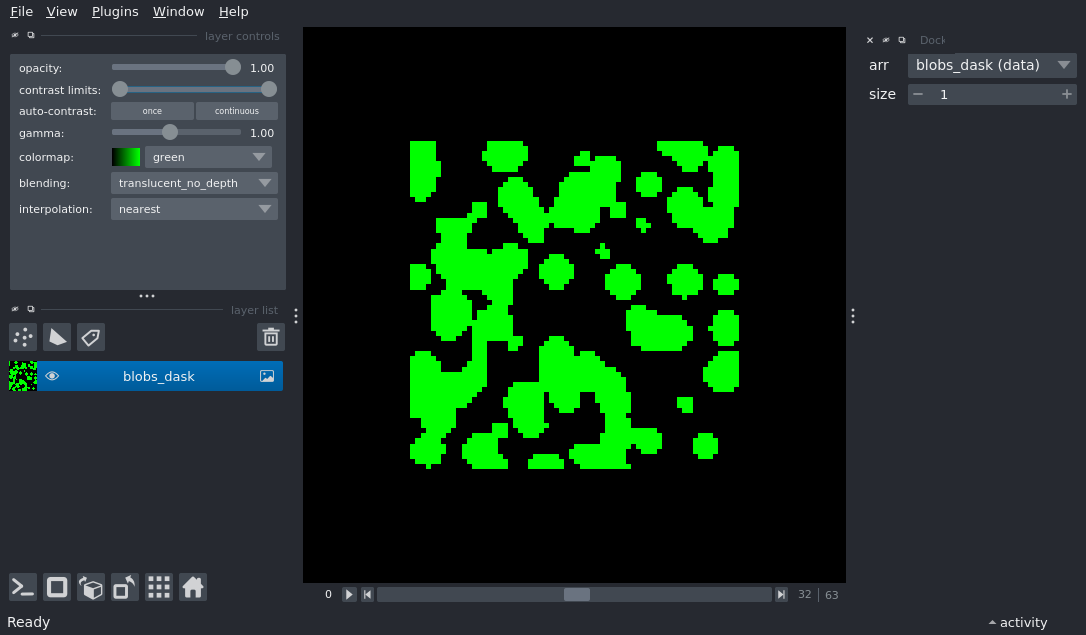 File View Plugins Window Help
layer controls
opacity: 1.00
contrast limits:
auto-contrast: once continuous
gamma: 1.00
colormap: green
blending: translucent_no_depth
interpolation: nearest
layer list
blobs_dask
Dock
arr blobs_dask (data)
size 1
0 32 63
Ready
activity